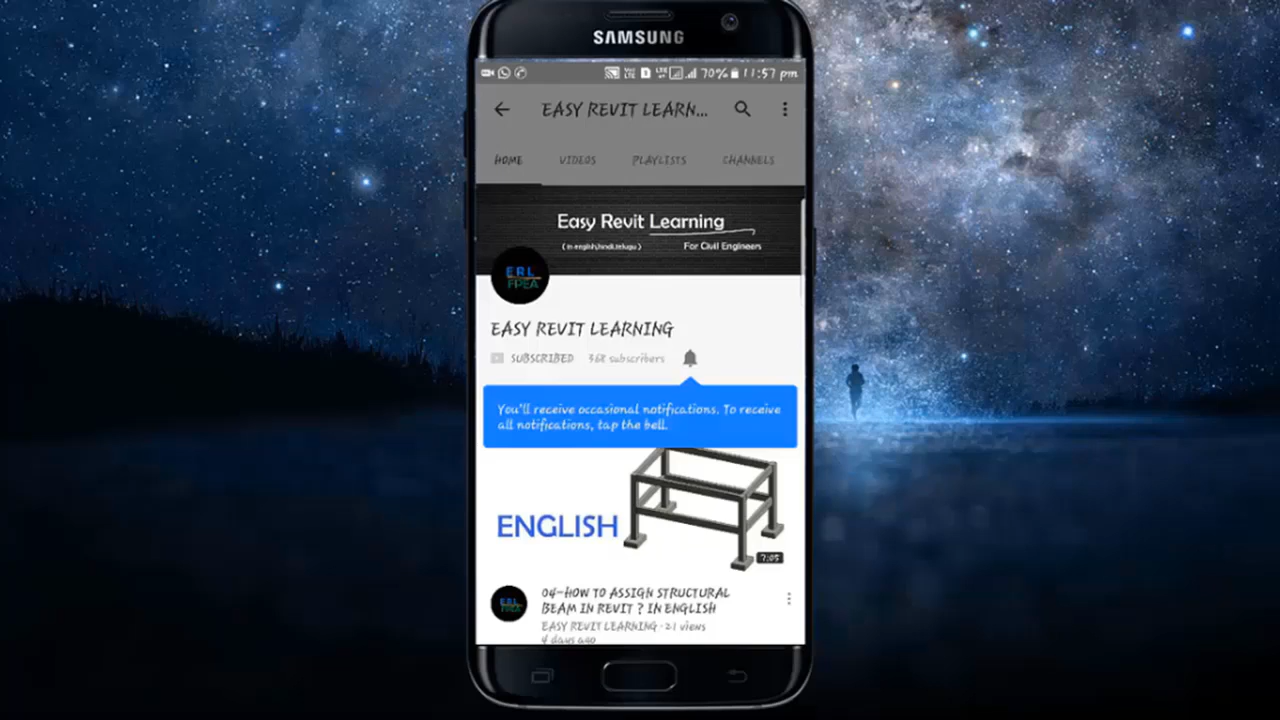 SAMSUNG
70% 11:57 pm
EASY REVIT LEARN...
HOME VIDEOS PLAYLISTS CHANNELS
Easy Revit Learning
( in english,hindi,telugu ) For Civil Engineers
ERL
FPEA
EASY REVIT LEARNING
SUBSCRIBED 368 subscribers
You'll receive occasional notifications. To receive
all notifications, tap the bell.
ENGLISH
7:05
04-HOW TO ASSIGN STRUCTURAL
BEAM IN REVIT ? IN ENGLISH
EASY REVIT LEARNING · 21 views
4 days ago